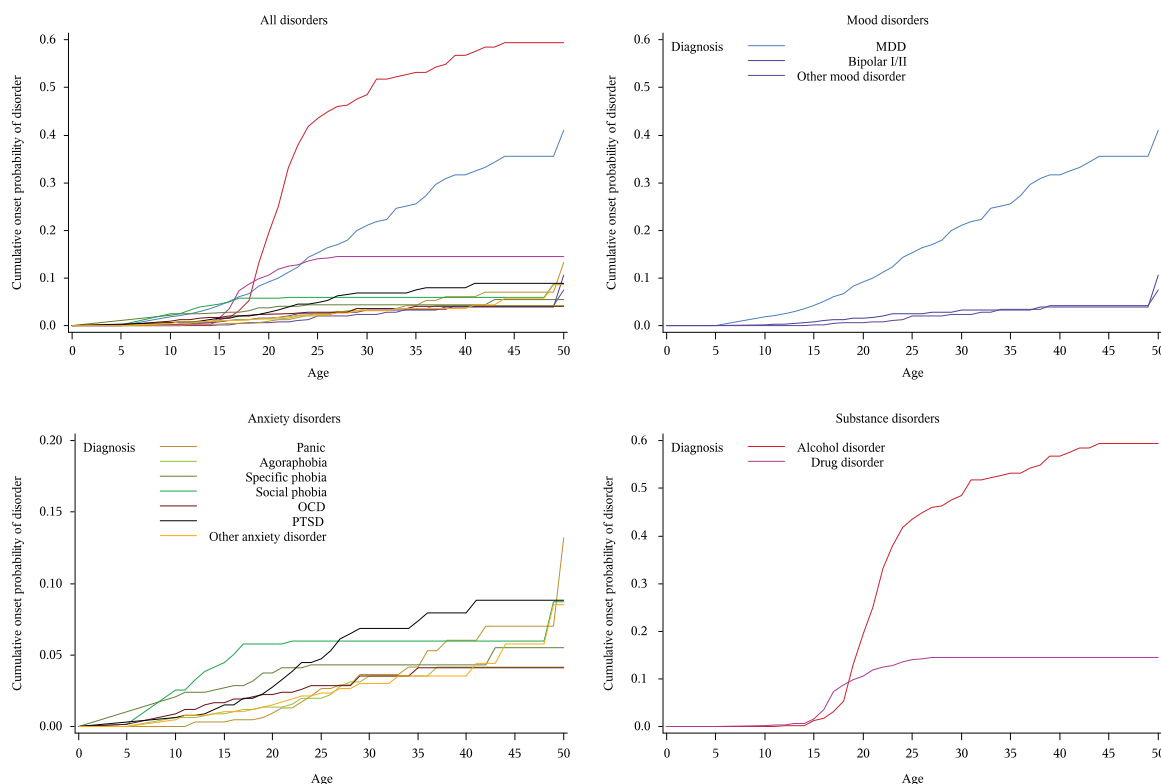 All disorders
Cumulative onset probability of disorder
0.6
0.5
0.4
0.3
0.2
0.1
0.0
0 5 10 15 20 25 30 35 40 45 50
Age
Mood disorders
Cumulative onset probability of disorder
Diagnosis
MDD
Bipolar I/II
Other mood disorder
0.6
0.5
0.4
0.3
0.2
0.1
0.0
0 5 10 15 20 25 30 35 40 45 50
Age
Anxiety disorders
Cumulative onset probability of disorder
Diagnosis
Panic
Agoraphobia
Specific phobia
Social phobia
OCD
PTSD
Other anxiety disorder
0.20
0.15
0.10
0.05
0.00
0 5 10 15 20 25 30 35 40 45 50
Age
Substance disorders
Cumulative onset probability of disorder
Diagnosis
Alcohol disorder
Drug disorder
0.6
0.5
0.4
0.3
0.2
0.1
0.0
0 5 10 15 20 25 30 35 40 45 50
Age